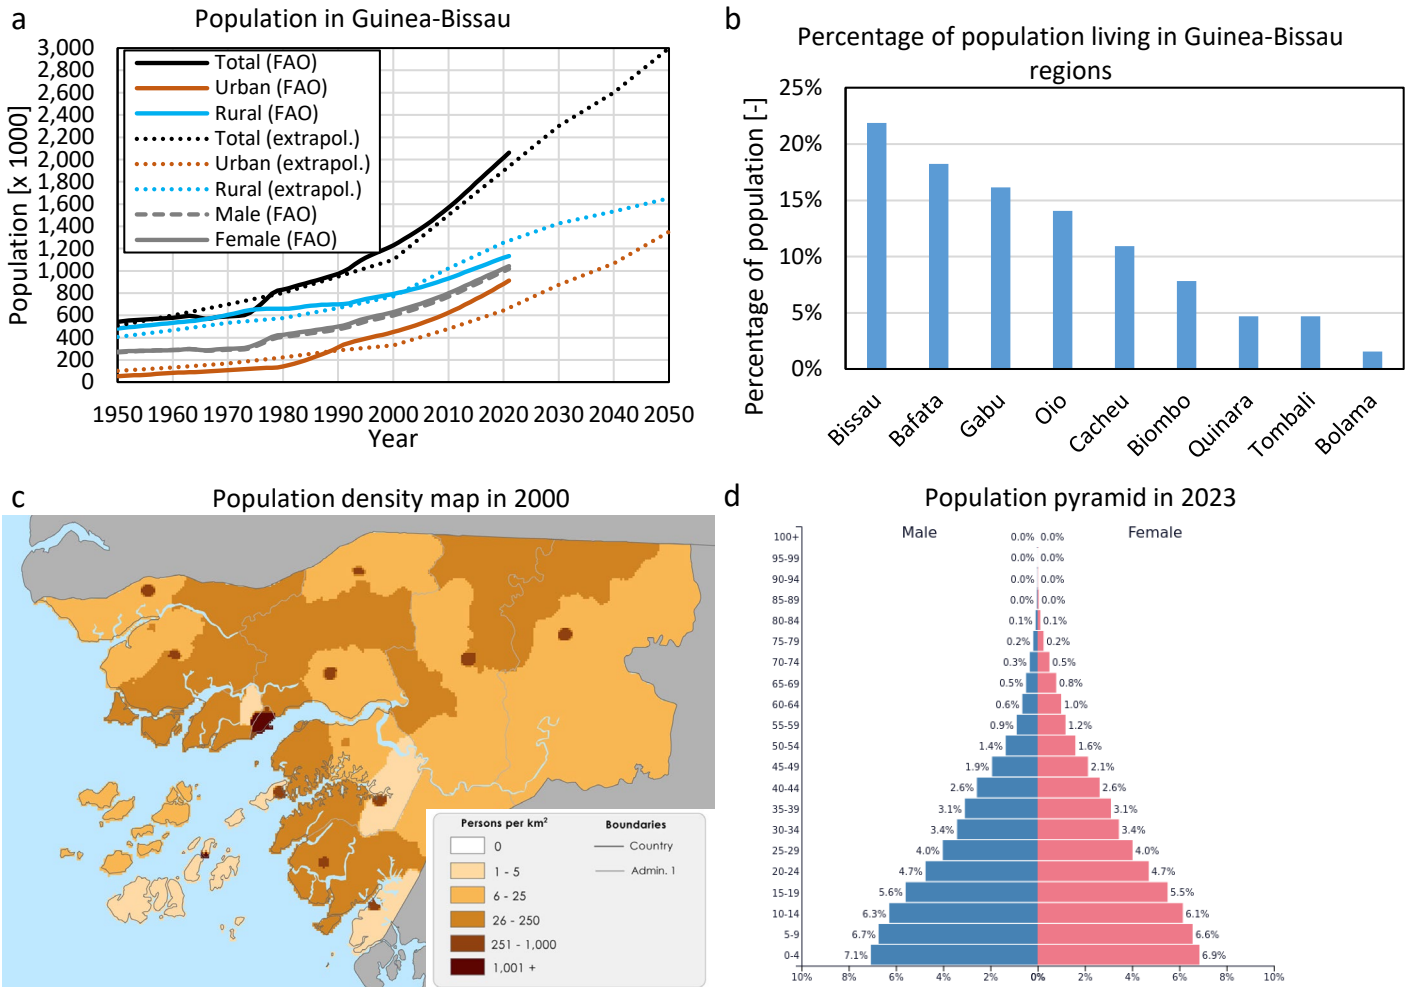 a
Population in Guinea-Bissau
Population [x 1000]
3,000
2,800
2,600
2,400
2,200
2,000
1,800
1,600
1,400
1,200
1,000
800
600
400
200
0
Total (FAO)
Urban (FAO)
Rural (FAO)
Total (extrapol.)
Urban (extrapol.)
Rural (extrapol.)
Male (FAO)
Female (FAO)
1950 1960 1970 1980 1990 2000 2010 2020 2030 2040 2050
Year
b
Percentage of population living in Guinea-Bissau
regions
Percentage of population [-]
25%
20%
15%
10%
5%
0%
Bissau
Bafata
Gabu
Oio
Cacheu
Biombo
Quinara
Tombali
Bolama
c
Population density map in 2000
Persons per km²
0
1 - 5
6 - 25
26 - 250
251 - 1,000
1,001 +
Boundaries
Country
Admin. 1
d
Population pyramid in 2023
Male
Female
100+ 0.0% 0.0%
95-99 0.0% 0.0%
90-94 0.0% 0.0%
85-89 0.0% 0.0%
80-84 0.1% 0.1%
75-79 0.2% 0.2%
70-74 0.3% 0.5%
65-69 0.5% 0.8%
60-64 0.6% 1.0%
55-59 0.9% 1.2%
50-54 1.4% 1.6%
45-49 1.9% 2.1%
40-44 2.6% 2.6%
35-39 3.1% 3.1%
30-34 3.4% 3.4%
25-29 4.0% 4.0%
20-24 4.7% 4.7%
15-19 5.6% 5.5%
10-14 6.3% 6.1%
5-9 6.7% 6.6%
0-4 7.1% 6.9%
10% 8% 6% 4% 2% 0% 2% 4% 6% 8% 10%